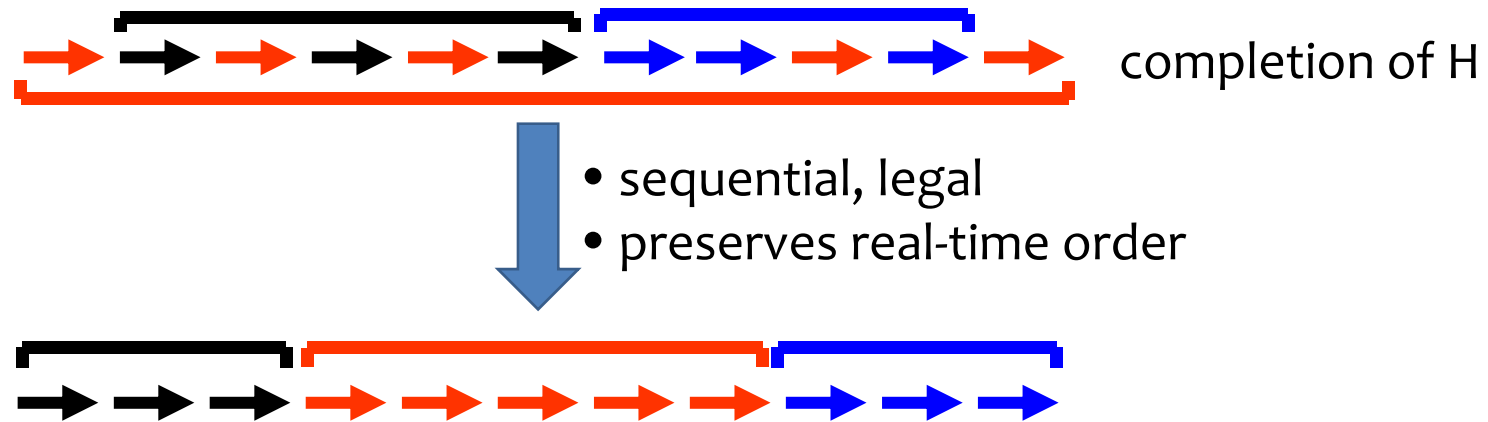 completion of H
• sequential, legal
• preserves real-time order